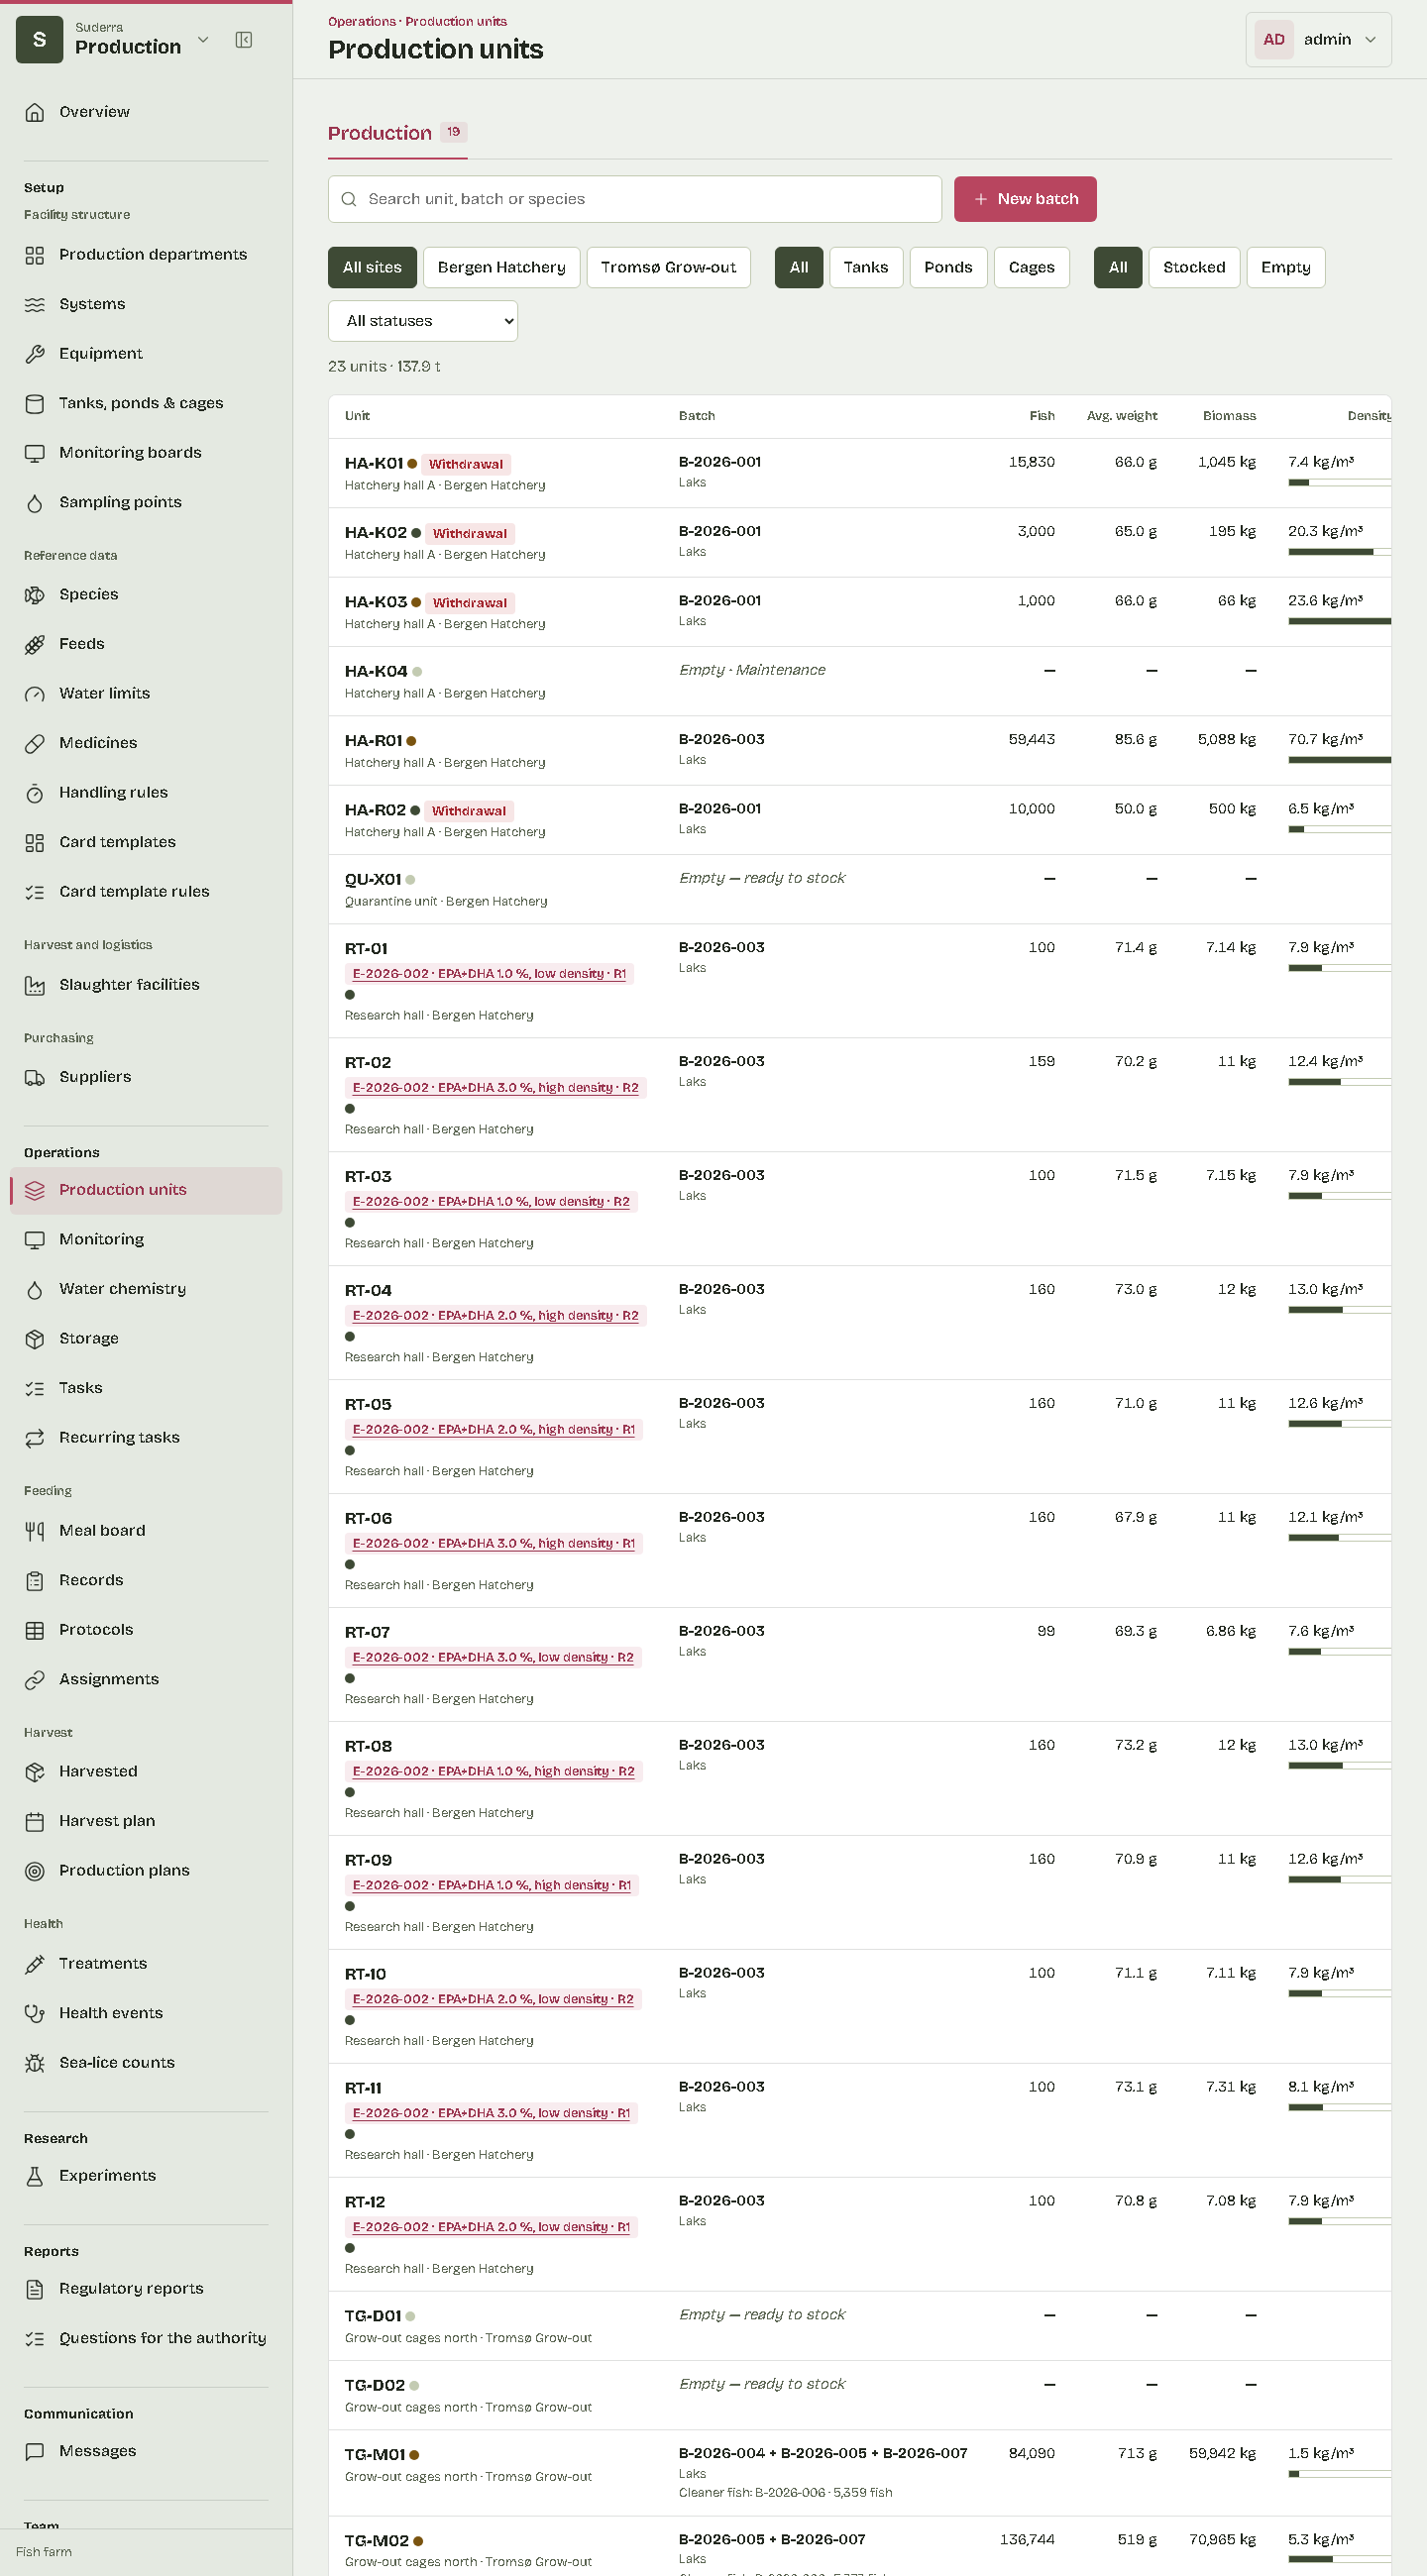 S
Suderra
Production
Operations · Production units
Production units
AD admin
Overview
Setup
Facility structure
Production departments
Systems
Equipment
Tanks, ponds & cages
Monitoring boards
Sampling points
Reference data
Species
Feeds
Water limits
Medicines
Handling rules
Card templates
Card template rules
Harvest and logistics
Slaughter facilities
Purchasing
Suppliers
Operations
Production units
Monitoring
Water chemistry
Storage
Tasks
Recurring tasks
Feeding
Meal board
Records
Protocols
Assignments
Harvest
Harvested
Harvest plan
Production plans
Health
Treatments
Health events
Sea-lice counts
Research
Experiments
Reports
Regulatory reports
Questions for the authority
Communication
Messages
Team
Fish farm
Production 19
Search unit, batch or species
+ New batch
All sites Bergen Hatchery Tromsø Grow-out All Tanks Ponds Cages All Stocked Empty
All statuses
23 units · 137.9 t
Unit Batch Fish Avg. weight Biomass Density
HA-K01 Withdrawal B-2026-001 15,830 66.0 g 1,045 kg 7.4 kg/m³
Hatchery hall A · Bergen Hatchery Laks
HA-K02 Withdrawal B-2026-001 3,000 65.0 g 195 kg 20.3 kg/m³
Hatchery hall A · Bergen Hatchery Laks
HA-K03 Withdrawal B-2026-001 1,000 66.0 g 66 kg 23.6 kg/m³
Hatchery hall A · Bergen Hatchery Laks
HA-K04 Empty · Maintenance — — —
Hatchery hall A · Bergen Hatchery
HA-R01 B-2026-003 59,443 85.6 g 5,088 kg 70.7 kg/m³
Hatchery hall A · Bergen Hatchery Laks
HA-R02 Withdrawal B-2026-001 10,000 50.0 g 500 kg 6.5 kg/m³
Hatchery hall A · Bergen Hatchery Laks
QU-X01 Empty — ready to stock — — —
Quarantine unit · Bergen Hatchery
RT-01 B-2026-003 100 71.4 g 7.14 kg 7.9 kg/m³
E-2026-002 · EPA+DHA 1.0 %, low density · R1 Laks
Research hall · Bergen Hatchery
RT-02 B-2026-003 159 70.2 g 11 kg 12.4 kg/m³
E-2026-002 · EPA+DHA 3.0 %, high density · R2 Laks
Research hall · Bergen Hatchery
RT-03 B-2026-003 100 71.5 g 7.15 kg 7.9 kg/m³
E-2026-002 · EPA+DHA 1.0 %, low density · R2 Laks
Research hall · Bergen Hatchery
RT-04 B-2026-003 160 73.0 g 12 kg 13.0 kg/m³
E-2026-002 · EPA+DHA 2.0 %, high density · R2 Laks
Research hall · Bergen Hatchery
RT-05 B-2026-003 160 71.0 g 11 kg 12.6 kg/m³
E-2026-002 · EPA+DHA 2.0 %, high density · R1 Laks
Research hall · Bergen Hatchery
RT-06 B-2026-003 160 67.9 g 11 kg 12.1 kg/m³
E-2026-002 · EPA+DHA 3.0 %, high density · R1 Laks
Research hall · Bergen Hatchery
RT-07 B-2026-003 99 69.3 g 6.86 kg 7.6 kg/m³
E-2026-002 · EPA+DHA 3.0 %, low density · R2 Laks
Research hall · Bergen Hatchery
RT-08 B-2026-003 160 73.2 g 12 kg 13.0 kg/m³
E-2026-002 · EPA+DHA 1.0 %, high density · R2 Laks
Research hall · Bergen Hatchery
RT-09 B-2026-003 160 70.9 g 11 kg 12.6 kg/m³
E-2026-002 · EPA+DHA 1.0 %, high density · R1 Laks
Research hall · Bergen Hatchery
RT-10 B-2026-003 100 71.1 g 7.11 kg 7.9 kg/m³
E-2026-002 · EPA+DHA 2.0 %, low density · R2 Laks
Research hall · Bergen Hatchery
RT-11 B-2026-003 100 73.1 g 7.31 kg 8.1 kg/m³
E-2026-002 · EPA+DHA 3.0 %, low density · R1 Laks
Research hall · Bergen Hatchery
RT-12 B-2026-003 100 70.8 g 7.08 kg 7.9 kg/m³
E-2026-002 · EPA+DHA 2.0 %, low density · R1 Laks
Research hall · Bergen Hatchery
TG-D01 Empty — ready to stock — — —
Grow-out cages north · Tromsø Grow-out
TG-D02 Empty — ready to stock — — —
Grow-out cages north · Tromsø Grow-out
TG-M01 B-2026-004 + B-2026-005 + B-2026-007 84,090 713 g 59,942 kg 1.5 kg/m³
Grow-out cages north · Tromsø Grow-out Laks
Cleaner fish: B-2026-006 · 5,359 fish
TG-M02 B-2026-005 + B-2026-007 136,744 519 g 70,965 kg 5.3 kg/m³
Grow-out cages north · Tromsø Grow-out Laks